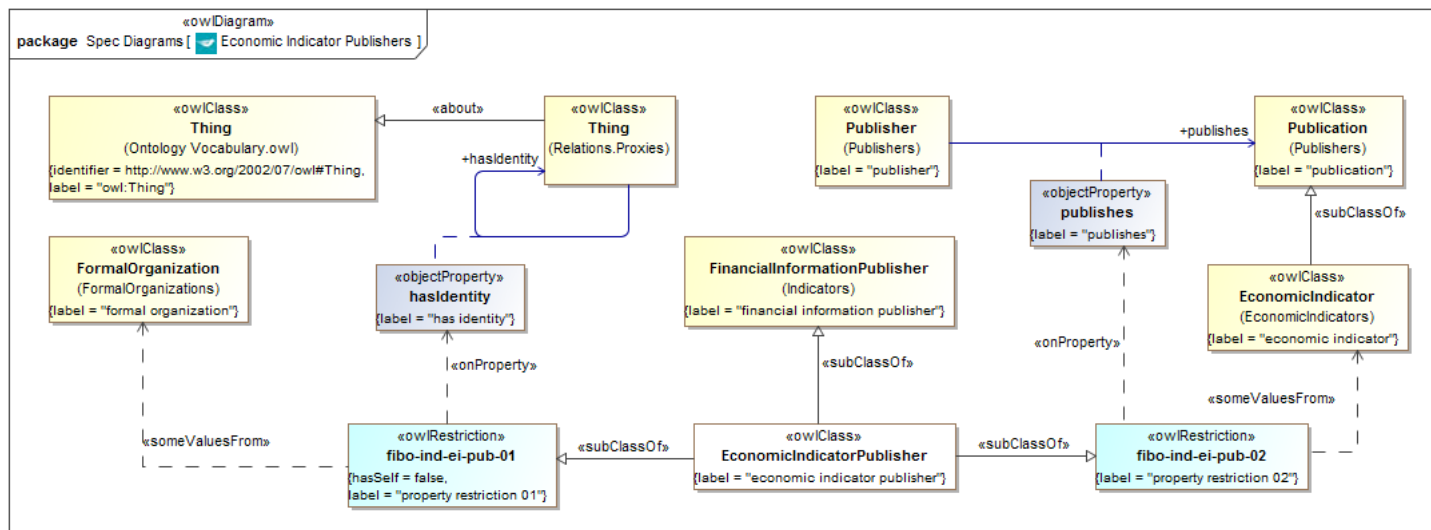 «owlDiagram»
package Spec Diagrams [ Economic Indicator Publishers ]
«owlClass»
Thing
(Ontology Vocabulary.owl)
{identifier = http://www.w3.org/2002/07/owl#Thing,
label = "owl:Thing"}
«about»
«owlClass»
Thing
(Relations.Proxies)
+hasIdentity
«owlClass»
Publisher
(Publishers)
{label = "publisher"}
+publishes
«owlClass»
Publication
(Publishers)
{label = "publication"}
«objectProperty»
publishes
{label = "publishes"}
«subClassOf»
«owlClass»
FormalOrganization
(FormalOrganizations)
{label = "formal organization"}
«objectProperty»
hasIdentity
{label = "has identity"}
«owlClass»
FinancialInformationPublisher
(Indicators)
{label = "financial information publisher"}
«owlClass»
EconomicIndicator
(EconomicIndicators)
{label = "economic indicator"}
«onProperty»
«subClassOf»
«onProperty»
«someValuesFrom»
«someValuesFrom»
«owlRestriction»
fibo-ind-ei-pub-01
{hasSelf = false,
label = "property restriction 01"}
«subClassOf»
«owlClass»
EconomicIndicatorPublisher
{label = "economic indicator publisher"}
«subClassOf»
«owlRestriction»
fibo-ind-ei-pub-02
{label = "property restriction 02"}